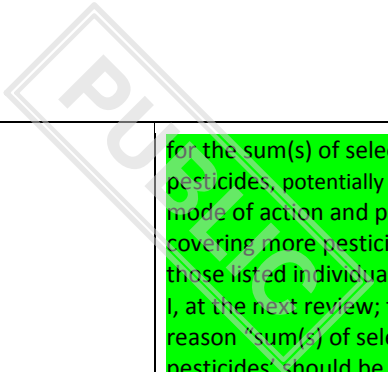 PUBLIC
for the sum(s) of sele
pesticides, potentially
mode of action and p
covering more pestici
those listed individua
I, at the next review;
reason "sum(s) of sel
pesticides' should be